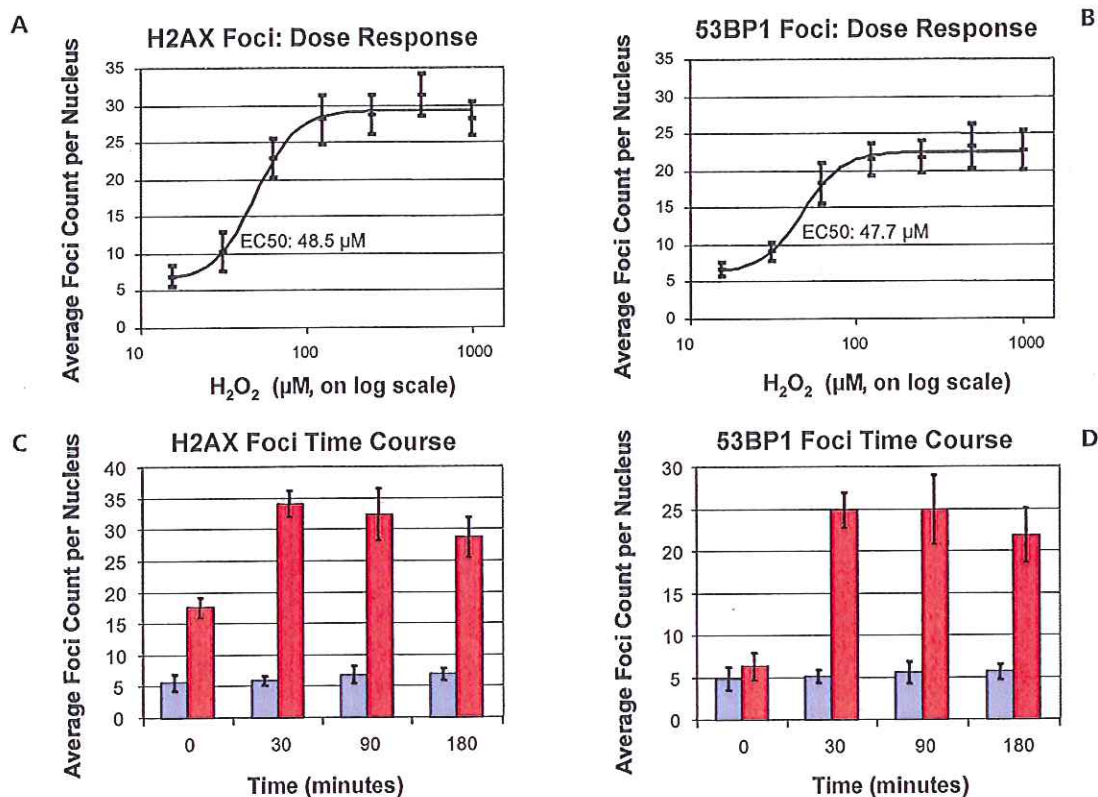 A
H2AX Foci: Dose Response
Average Foci Count per Nucleus
35
30
25
20
15
10
5
0
EC50: 48.5 µM
10
100
1000
H₂O₂ (µM, on log scale)
B
53BP1 Foci: Dose Response
Average Foci Count per Nucleus
35
30
25
20
15
10
5
0
EC50: 47.7 µM
10
100
1000
H₂O₂ (µM, on log scale)
C
H2AX Foci Time Course
Average Foci Count per Nucleus
40
35
30
25
20
15
10
5
0
0
30
90
180
Time (minutes)
D
53BP1 Foci Time Course
Average Foci Count per Nucleus
30
25
20
15
10
5
0
0
30
90
180
Time (minutes)